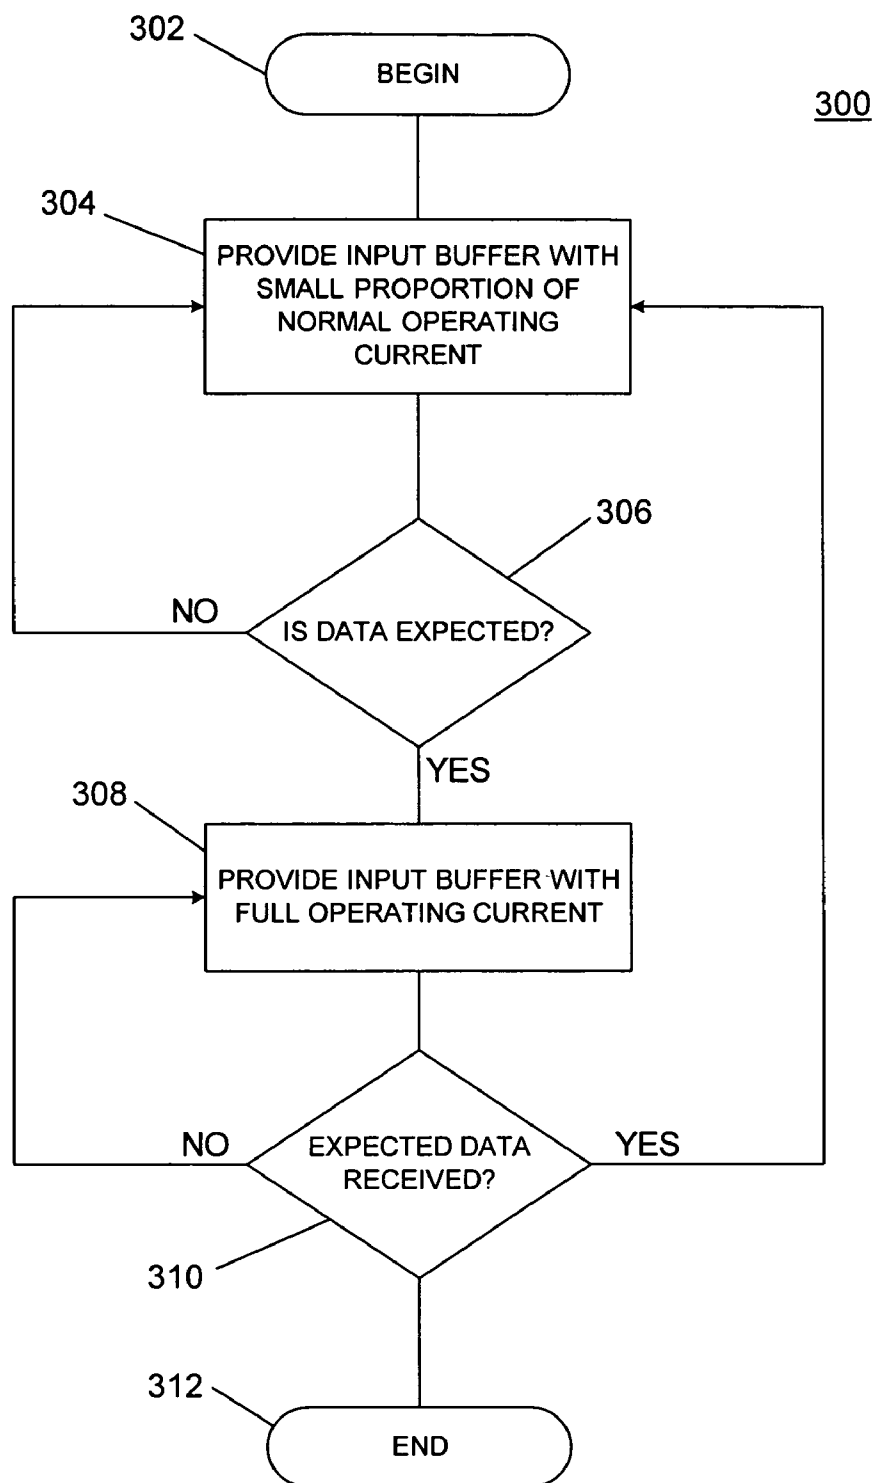 302
BEGIN
300
304
PROVIDE INPUT BUFFER WITH
SMALL PROPORTION OF
NORMAL OPERATING
CURRENT
306
NO
IS DATA EXPECTED?
YES
308
PROVIDE INPUT BUFFER WITH
FULL OPERATING CURRENT
NO
EXPECTED DATA
RECEIVED?
YES
310
312
END